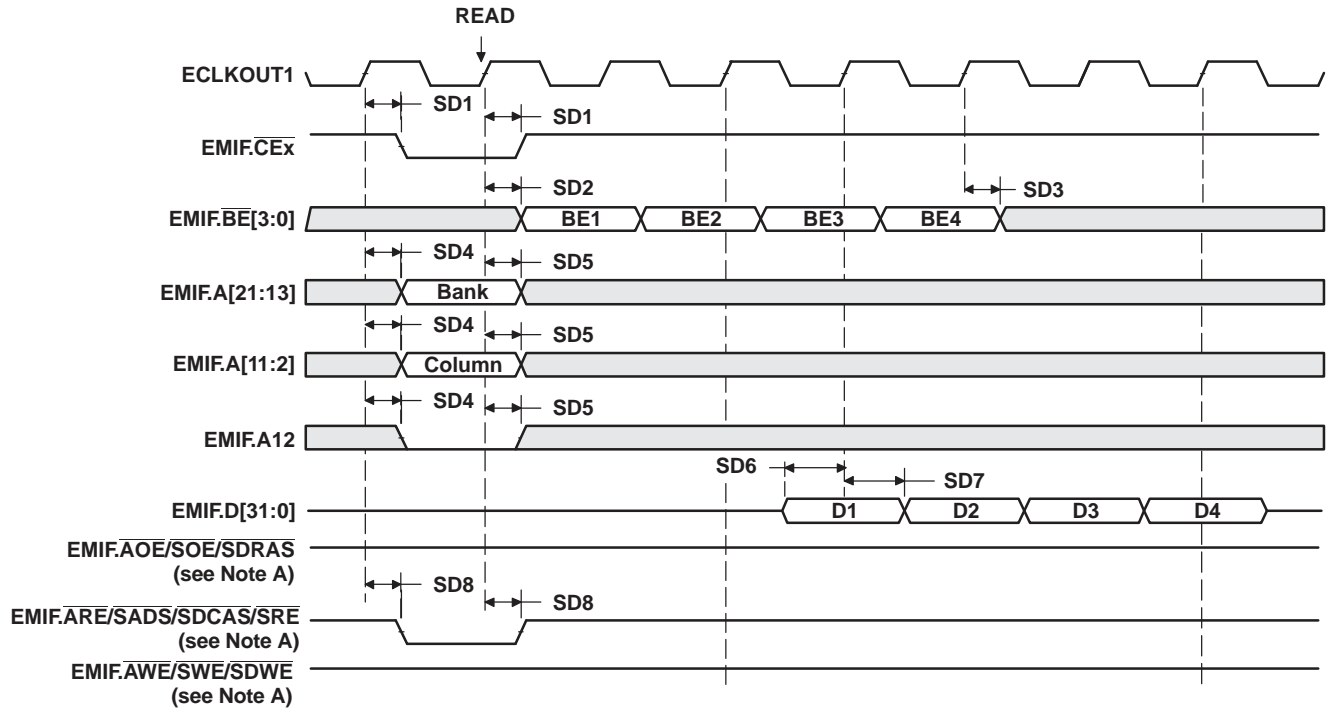 READ
ECLKOUT1
SD1
SD1
EMIF.CEx
SD2
SD3
EMIF.BE[3:0]
BE1 BE2 BE3 BE4
SD4 SD5
EMIF.A[21:13]
Bank
SD4 SD5
EMIF.A[11:2]
Column
SD4 SD5
EMIF.A12
SD6 SD7
EMIF.D[31:0]
D1 D2 D3 D4
EMIF.AOE/SOE/SDRAS
(see Note A)
SD8
SD8
EMIF.ARE/SADS/SDCAS/SRE
(see Note A)
EMIF.AWE/SWE/SDWE
(see Note A)